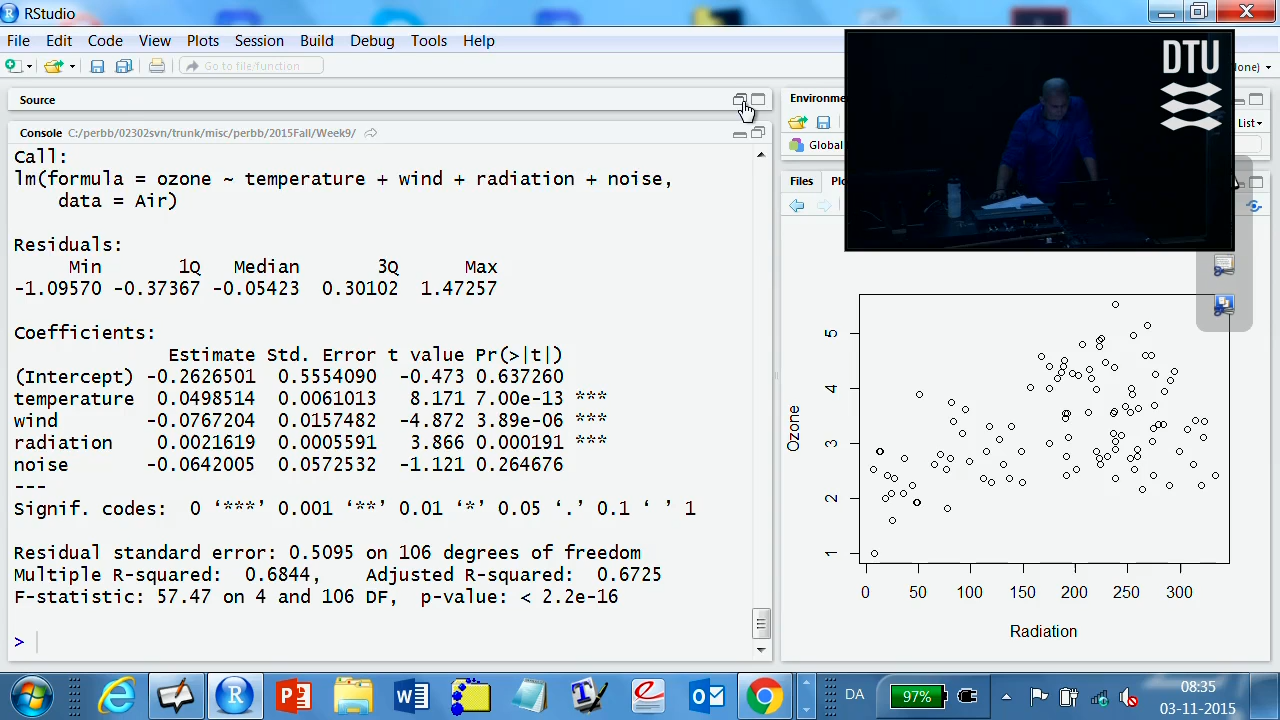 RStudio
File Edit Code View Plots Session Build Debug Tools Help
Go to file/function
Source
Console C:/perbb/02302svn/trunk/misc/perbb/2015Fall/Week9/
Call:
lm(formula = ozone ~ temperature + wind + radiation + noise,
data = Air)
Residuals:
Min 1Q Median 3Q Max
-1.09570 -0.37367 -0.05423 0.30102 1.47257
Coefficients:
Estimate Std. Error t value Pr(>|t|)
(Intercept) -0.2626501 0.5554090 -0.473 0.637260
temperature 0.0498514 0.0061013 8.171 7.00e-13 ***
wind -0.0767204 0.0157482 -4.872 3.89e-06 ***
radiation 0.0021619 0.0005591 3.866 0.000191 ***
noise -0.0642005 0.0572532 -1.121 0.264676
---
Signif. codes: 0 ‘***’ 0.001 ‘**’ 0.01 ‘*’ 0.05 ‘.’ 0.1 ‘ ’ 1
Residual standard error: 0.5095 on 106 degrees of freedom
Multiple R-squared: 0.6844, Adjusted R-squared: 0.6725
F-statistic: 57.47 on 4 and 106 DF, p-value: < 2.2e-16
>
DTU
List
Global
Files
5
4
3
2
1
Ozone
0 50 100 150 200 250 300
Radiation
DA
97%
08:35
03-11-2015